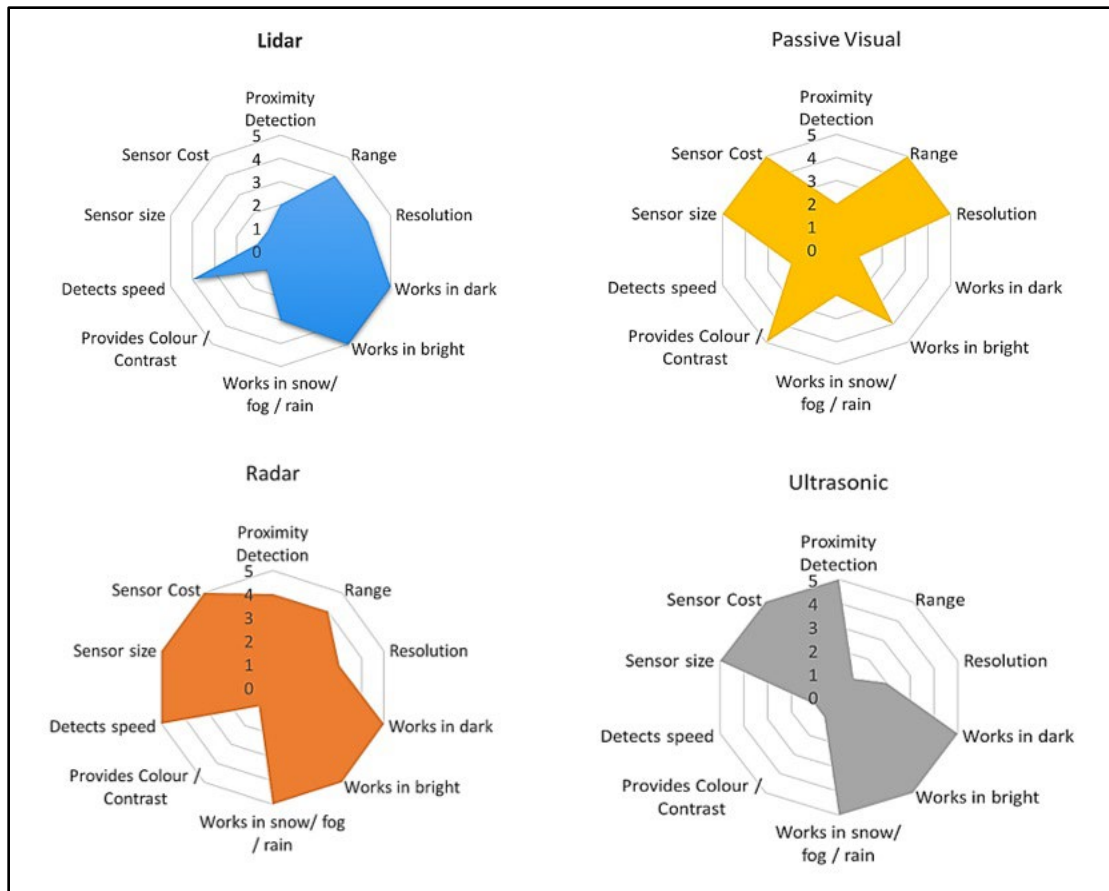 Lidar
Proximity
Detection
Sensor Cost
5
Range
4
3
Sensor size
2
Resolution
1
0
Detects speed
Works in dark
Provides Colour /
Contrast
Works in bright
Works in snow/
fog / rain
Passive Visual
Proximity
Detection
Sensor Cost
5
Range
4
3
Sensor size
2
Resolution
1
0
Detects speed
Works in dark
Provides Colour /
Contrast
Works in bright
Works in snow/
fog / rain
Radar
Proximity
Detection
Sensor Cost
5
Range
4
3
Sensor size
2
Resolution
1
0
Detects speed
Works in dark
Provides Colour /
Contrast
Works in bright
Works in snow/ fog
/ rain
Ultrasonic
Proximity
Detection
Sensor Cost
5
Range
4
3
Sensor size
2
Resolution
1
0
Detects speed
Works in dark
Provides Colour /
Contrast
Works in bright
Works in snow/
fog / rain